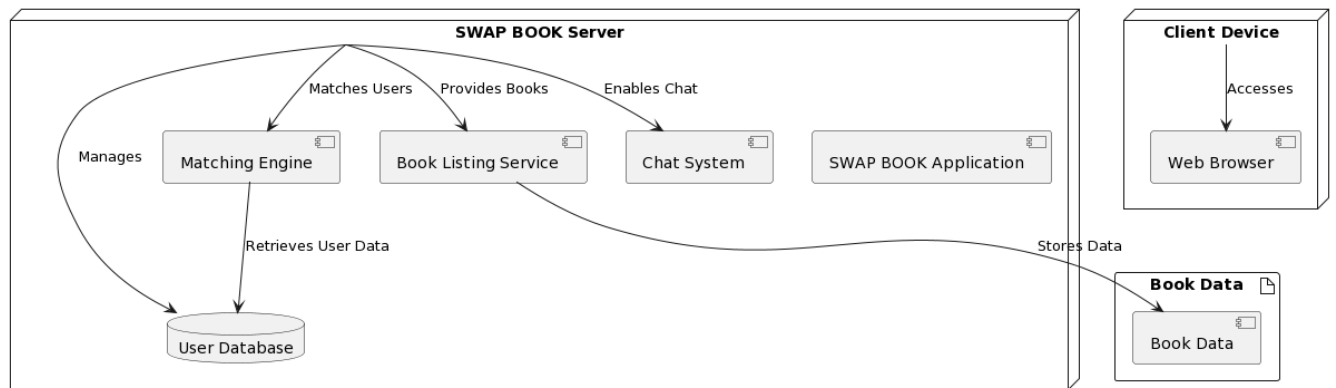 SWAP BOOK Server
Client Device
Matches Users
Provides Books
Enables Chat
Accesses
Manages
Matching Engine
Book Listing Service
Chat System
SWAP BOOK Application
Web Browser
Retrieves User Data
Stores Data
Book Data
User Database
Book Data